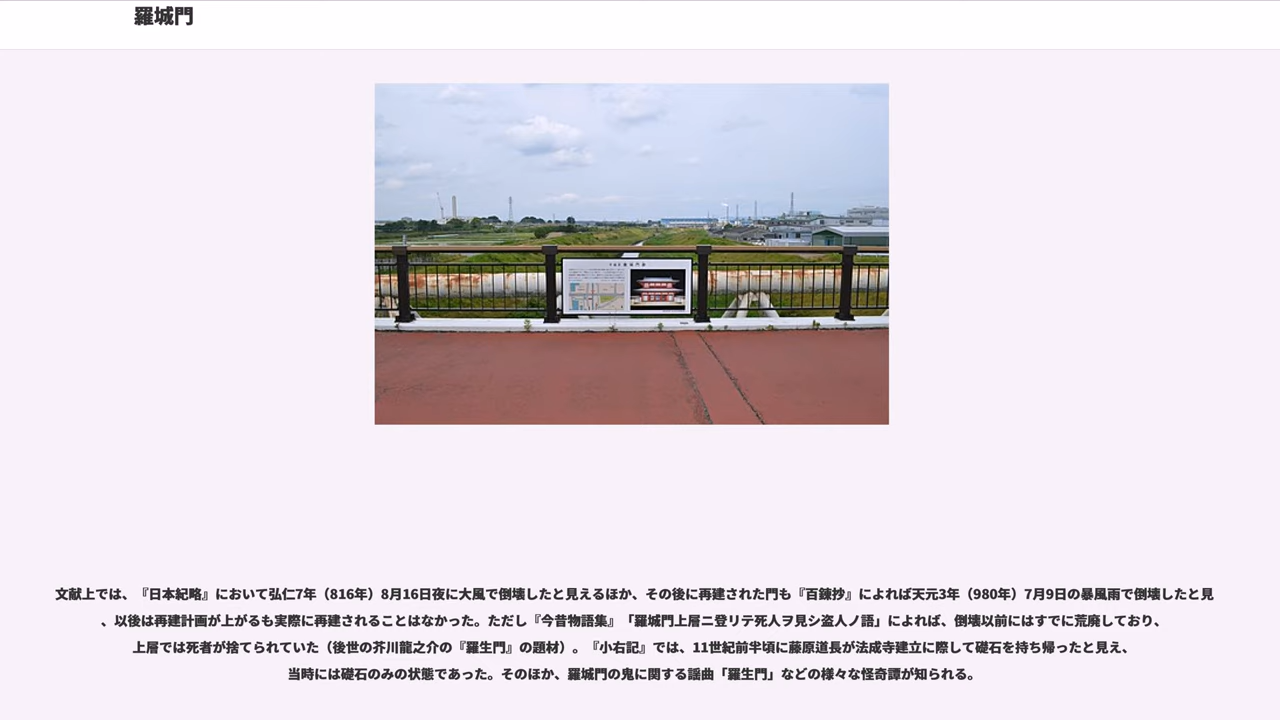 羅城門
文献上では、『日本紀略』において弘仁7年（816年）8月16日夜に大風で倒壊したと見えるほか、その後に再建された門も『百錬抄』によれば天元3年（980年）7月9日の暴風雨で倒壊したと見
、以後は再建計画が上がるも実際に再建されることはなかった。ただし『今昔物語集』「羅城門上層ニ登リテ死人ヲ見シ盗人ノ語」によれば、倒壊以前にはすでに荒廃しており、
上層では死者が捨てられていた（後世の芥川龍之介の『羅生門』の題材）。『小右記』では、11世紀前半頃に藤原道長が法成寺建立に際して礎石を持ち帰ったと見え、
当時には礎石のみの状態であった。そのほか、羅城門の鬼に関する謡曲「羅生門」などの様々な怪奇譚が知られる。